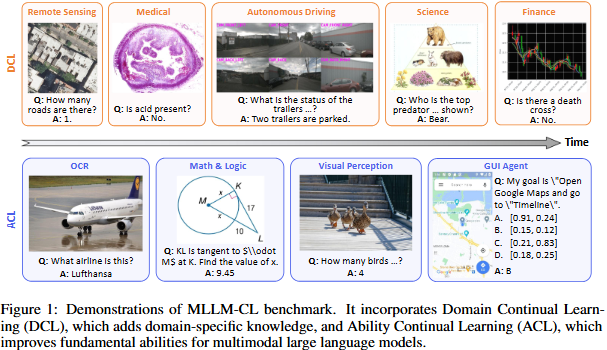 Remote Sensing
Medical
Autonomous Driving
Science
Finance
DCL
Q: How many
roads are there?
A: 1.
Q: Is acid present?
A: No.
Q: What is the status of the
trailers ...?
A: Two trailers are parked.
Q: Who is the top
predator ... shown?
A: Bear.
Q: Is there a death
cross?
A: No.
Time
OCR
Math & Logic
Visual Perception
GUI Agent
ACL
Lufthansa
M
K
L
x
x
17
10
Q: What airline is this?
A: Lufthansa
Q: KL is tangent to $\\odot
M$ at K. Find the value of x.
A: 9.45
Q: How many birds ...?
A: 4
Q: My goal is \"Open
Google Maps and go
to \"Timeline\".
A. [0.91, 0.24]
B. [0.15, 0.12]
C. [0.21, 0.83]
D. [0.18, 0.25]
A: B
Figure 1: Demonstrations of MLLM-CL benchmark. It incorporates Domain Continual Learn-
ing (DCL), which adds domain-specific knowledge, and Ability Continual Learning (ACL), which
improves fundamental abilities for multimodal large language models.